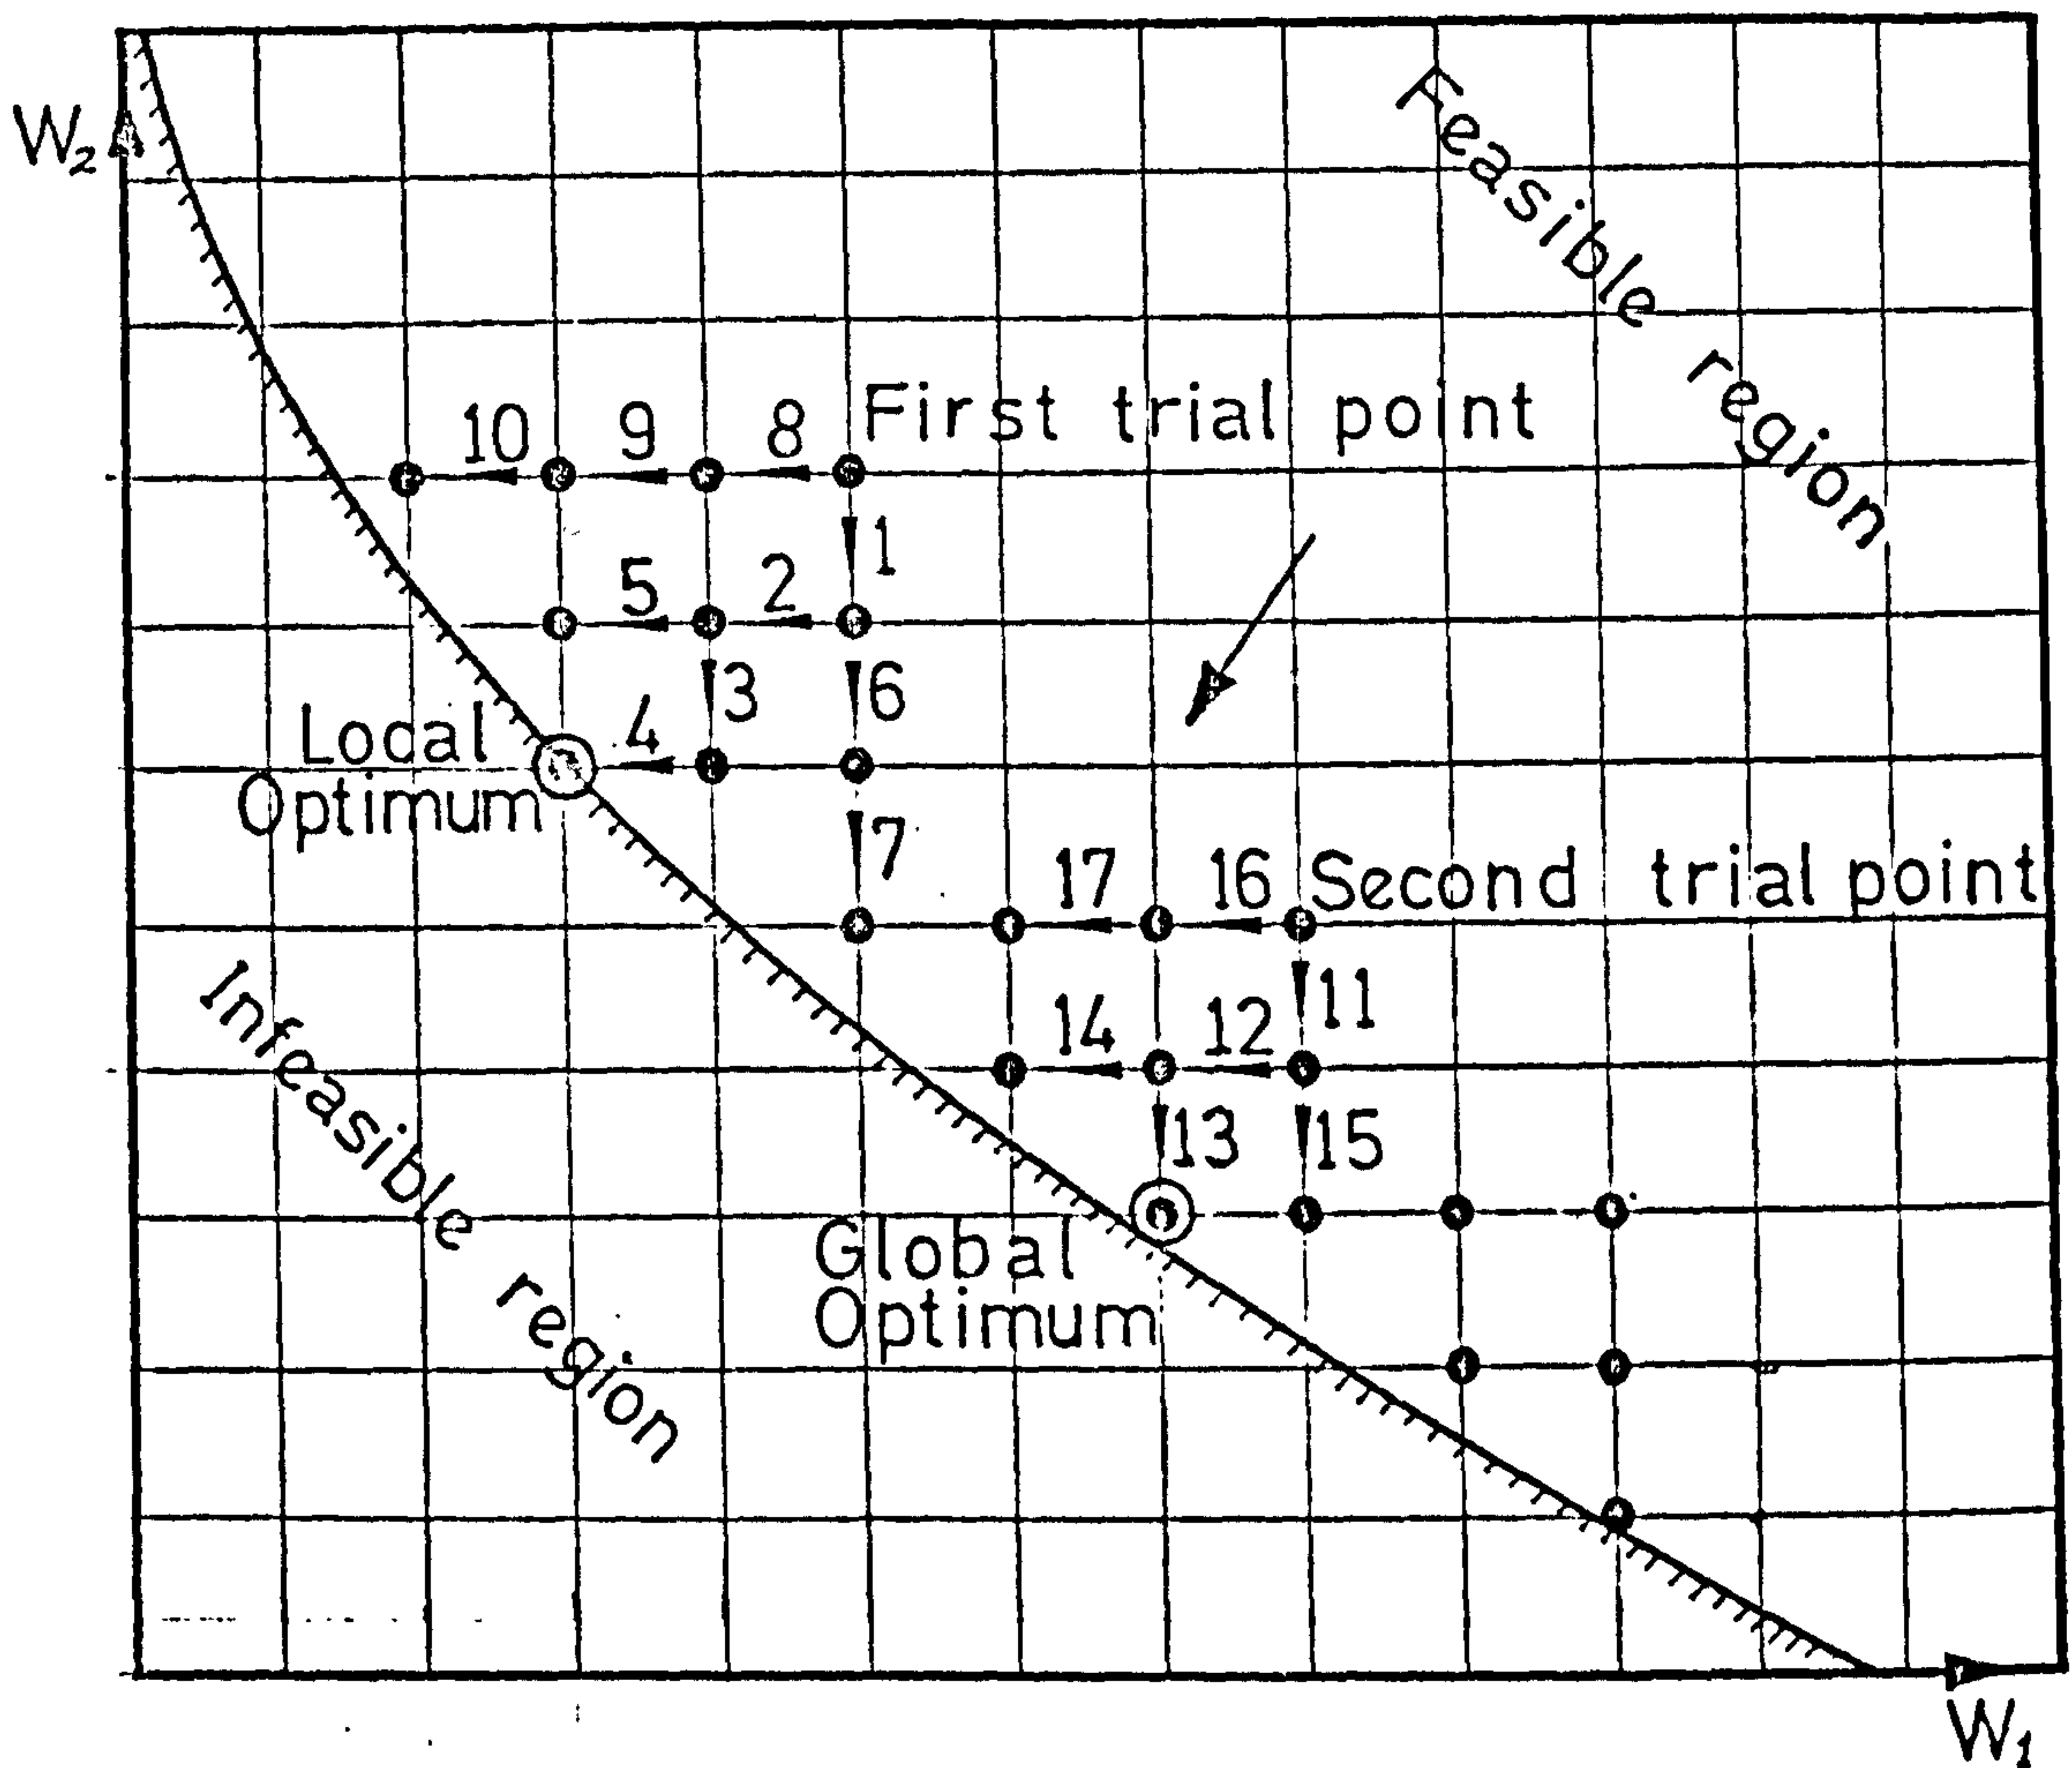 W₂
Feasible region
First trial point
10 9 8
1
5 2
3 6
Local
Optimum
4
7
17 16 Second trial point
11
14 12
13 15
Infeasible region
Global
Optimum
W₁